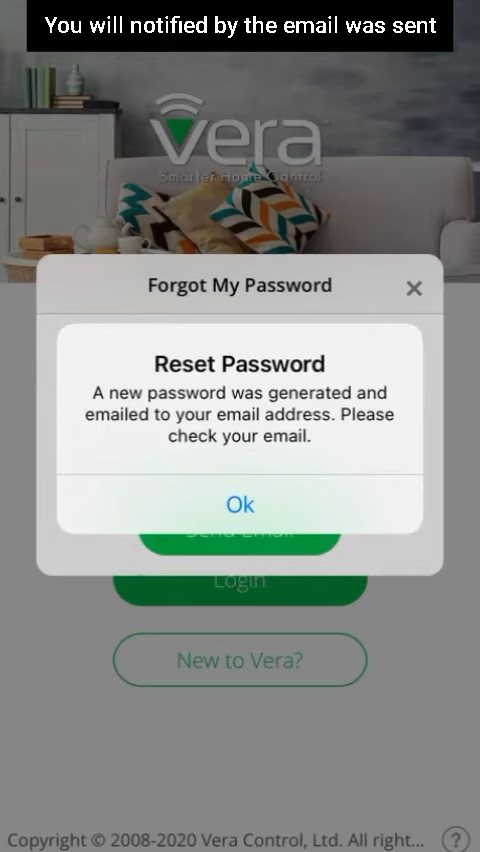 You will notified by the email was sent
vera
Smarter Home Control
Forgot My Password
Reset Password
A new password was generated and
emailed to your email address. Please
check your email.
Ok
Send Email
Login
New to Vera?
Copyright © 2008-2020 Vera Control, Ltd. All right...
?